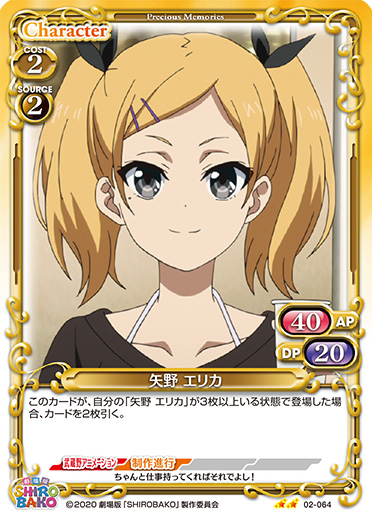 Precious Memories
Character
COST
2
SOURCE
2
40 AP
DP 20
矢野 エリカ
このカードが、自分の「矢野 エリカ」が3枚以上いる状態で登場した場
合、カードを2枚引く。
武蔵野アニメーション 制作進行
ちゃんと仕事持ってくればそれでよし!
劇場版
SHIRO
BAKO
©2020 劇場版「SHIROBAKO」製作委員会
02-064